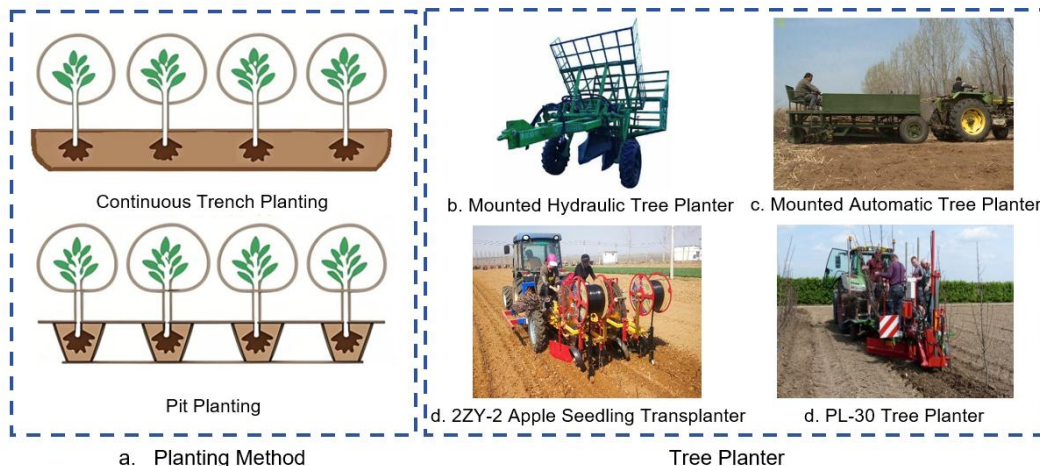 Continuous Trench Planting
Pit Planting
a. Planting Method
b. Mounted Hydraulic Tree Planter
c. Mounted Automatic Tree Planter
d. 2ZY-2 Apple Seedling Transplanter
d. PL-30 Tree Planter
Tree Planter